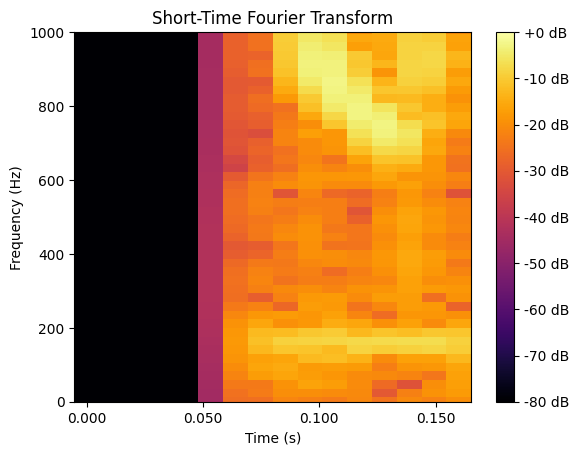 Short-Time Fourier Transform
1000
800
600
400
200
0
Frequency (Hz)
0.000
0.050
0.100
0.150
Time (s)
+0 dB
-10 dB
-20 dB
-30 dB
-40 dB
-50 dB
-60 dB
-70 dB
-80 dB